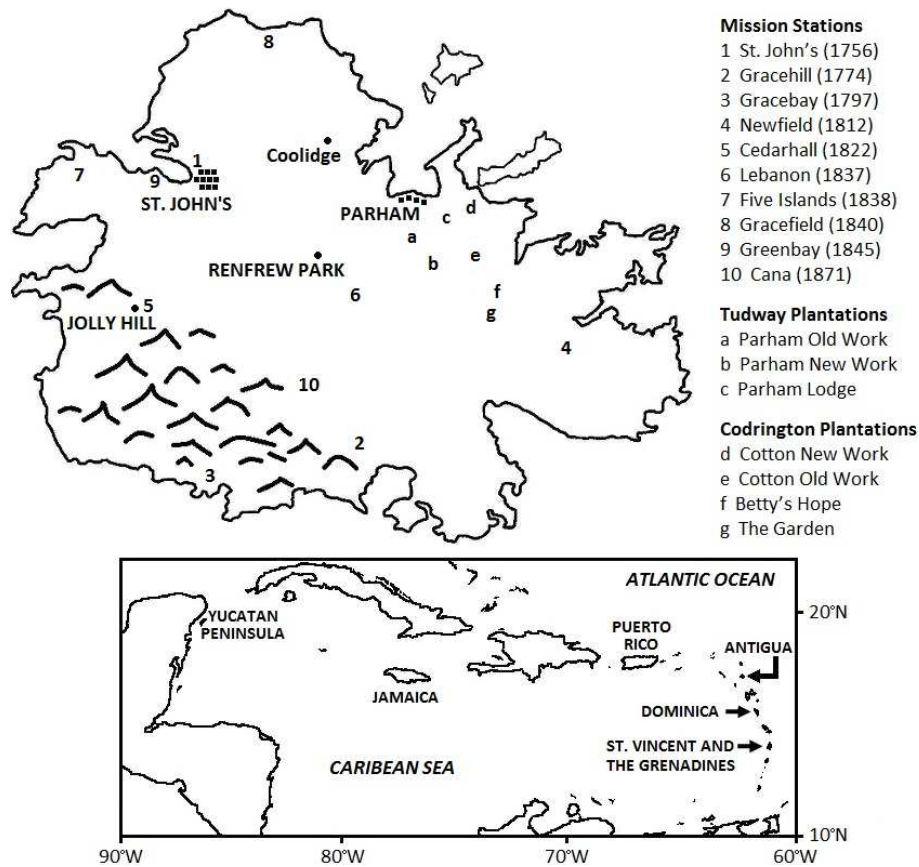 8
Mission Stations
1 St. John's (1756)
2 Gracehill (1774)
3 Gracebay (1797)
4 Newfield (1812)
5 Cedarhall (1822)
6 Lebanon (1837)
7 Five Islands (1838)
8 Gracefield (1840)
9 Greenbay (1845)
10 Cana (1871)
Tudway Plantations
a Parham Old Work
b Parham New Work
c Parham Lodge
Codrington Plantations
d Cotton New Work
e Cotton Old Work
f Betty's Hope
g The Garden
Coolidge
1
7
9
ST. JOHN'S
PARHAM
d
c
a
RENFREW PARK
b
e
6
f
g
5
JOLLY HILL
4
10
2
3
ATLANTIC OCEAN
20°N
YUCATAN
PENINSULA
PUERTO
RICO
ANTIGUA
JAMAICA
DOMINICA
ST. VINCENT AND
THE GRENADINES
CARIBEAN SEA
10°N
90°W
80°W
70°W
60°W